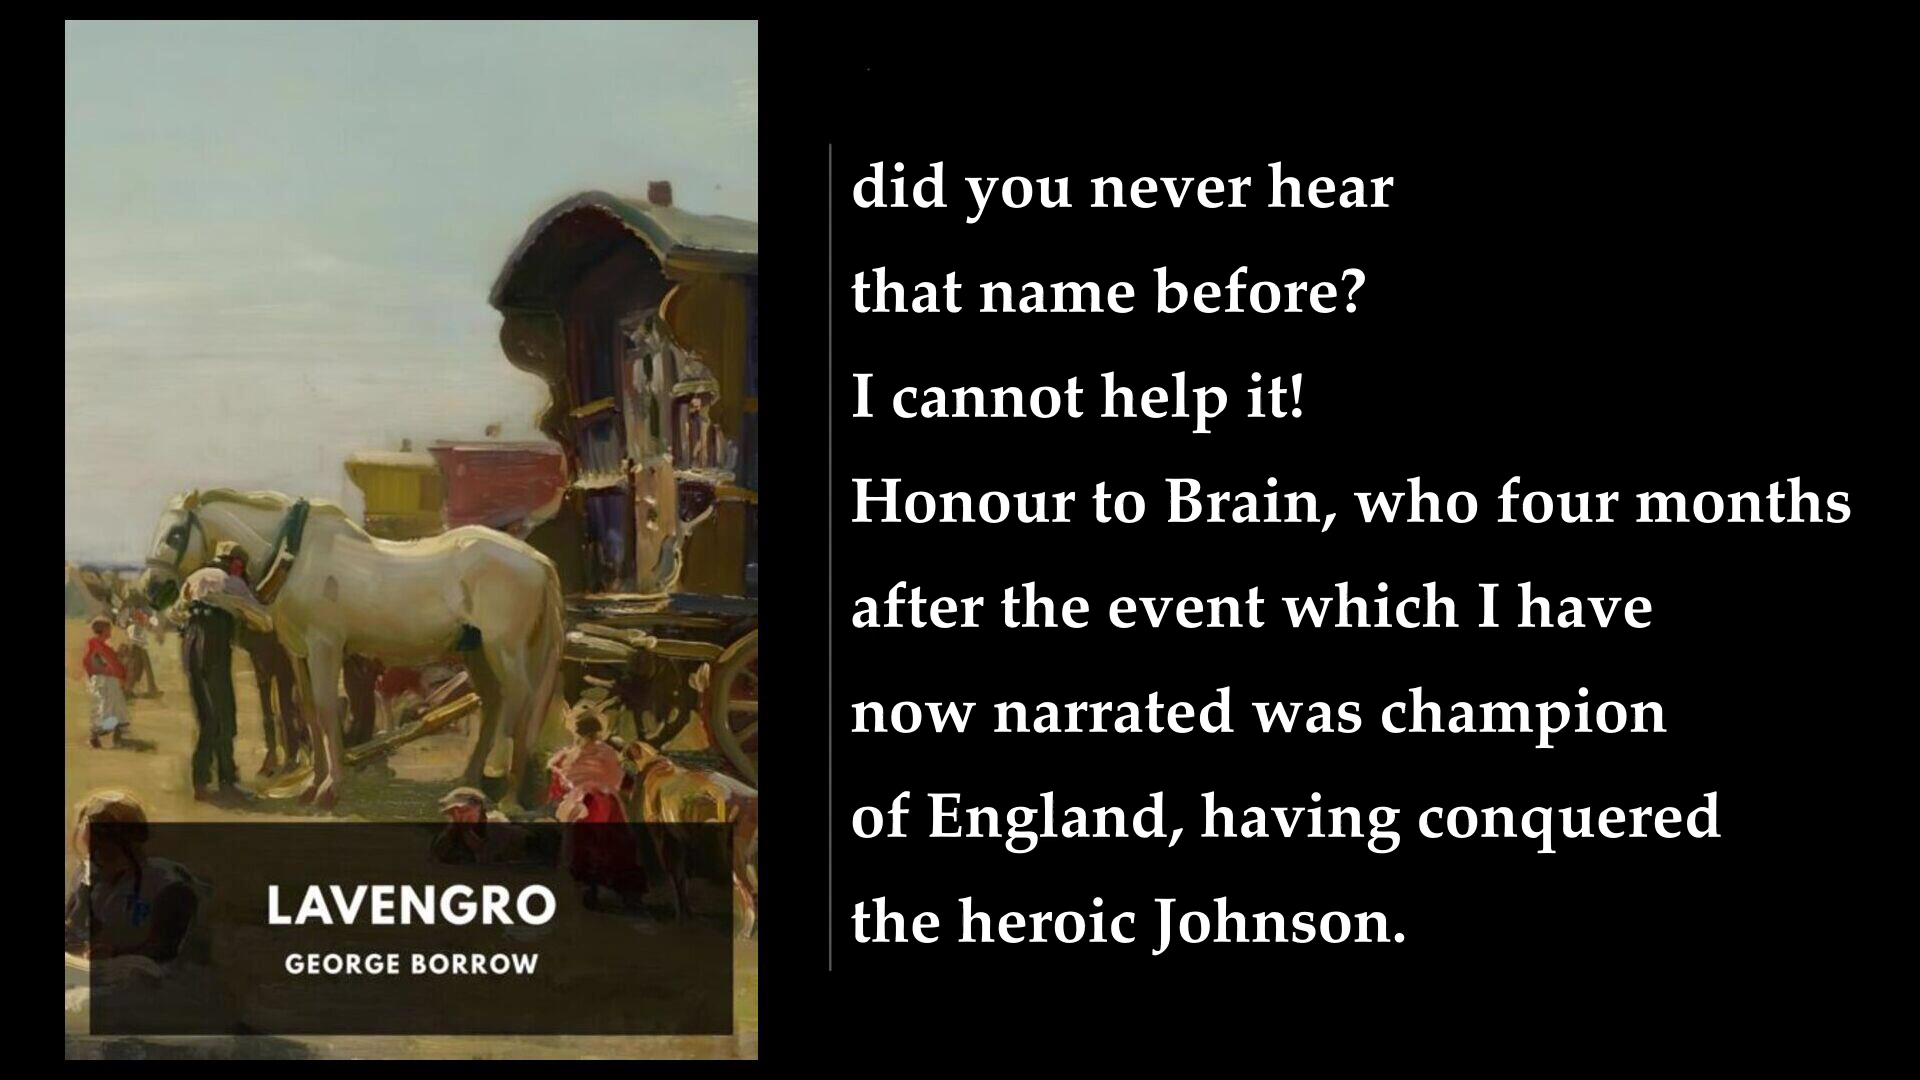 LAVENGRO
GEORGE BORROW
did you never hear
that name before?
I cannot help it!
Honour to Brain, who four months
after the event which I have
now narrated was champion
of England, having conquered
the heroic Johnson.